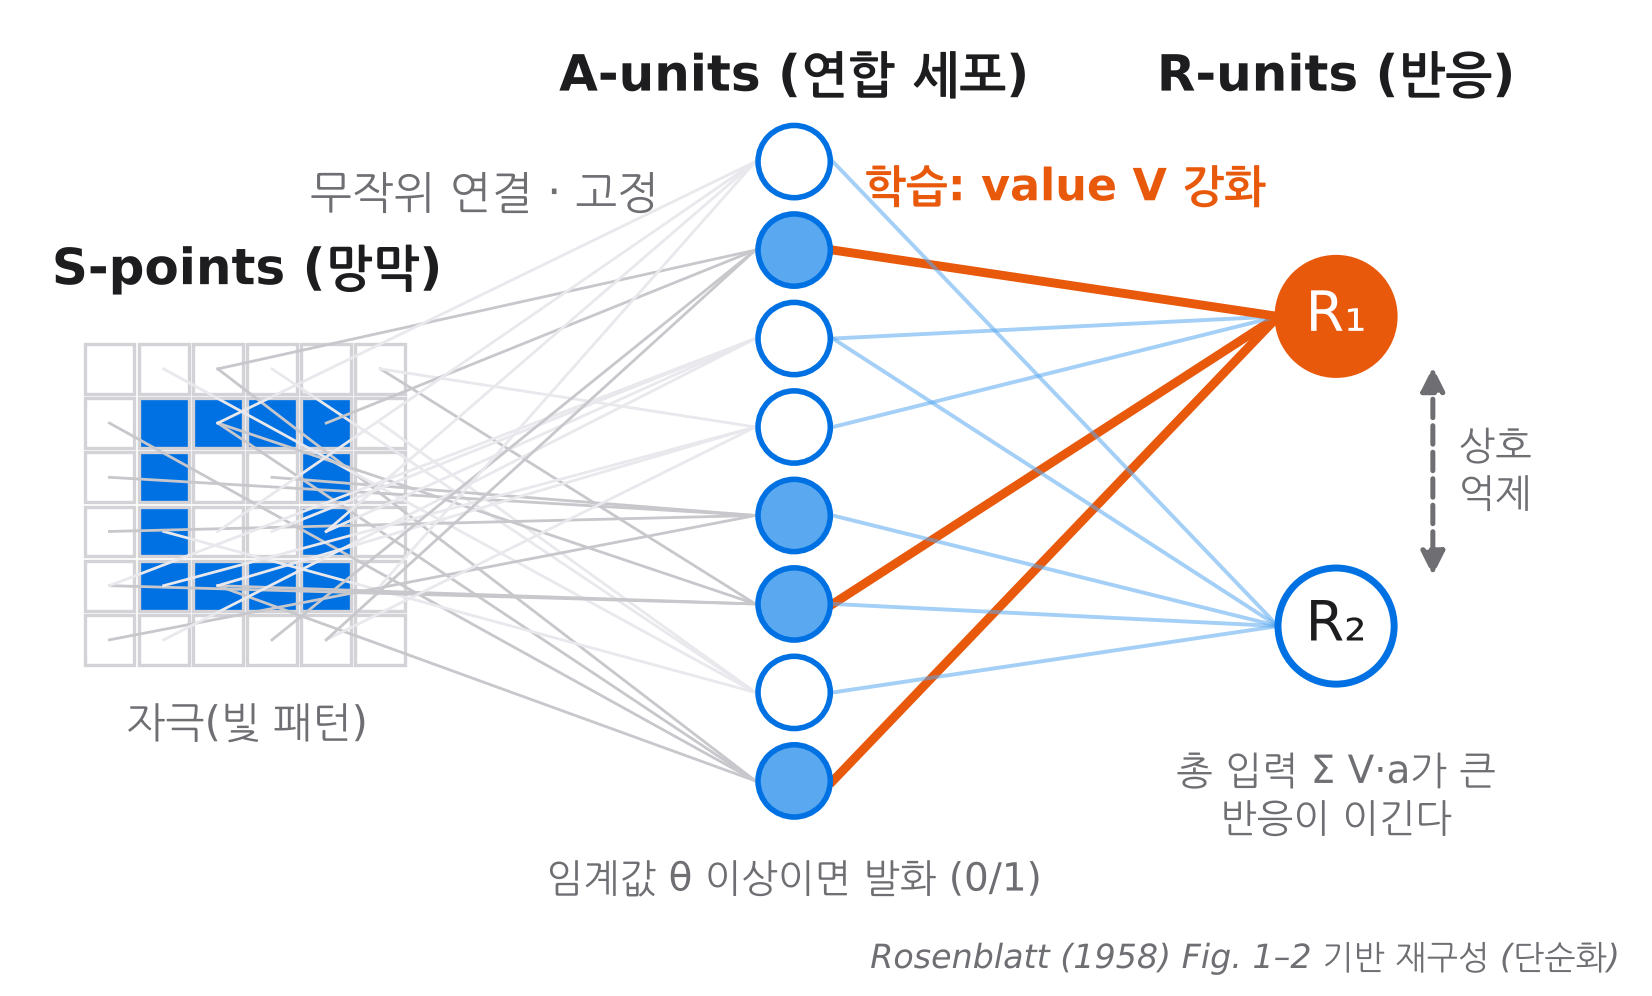 A-units (연합 세포)
R-units (반응)
무작위 연결 · 고정
학습: value V 강화
S-points (망막)
R₁
상호
억제
R₂
자극(빛 패턴)
총 입력 Σ V·a가 큰
반응이 이긴다
임계값 θ 이상이면 발화 (0/1)
Rosenblatt (1958) Fig. 1–2 기반 재구성 (단순화)